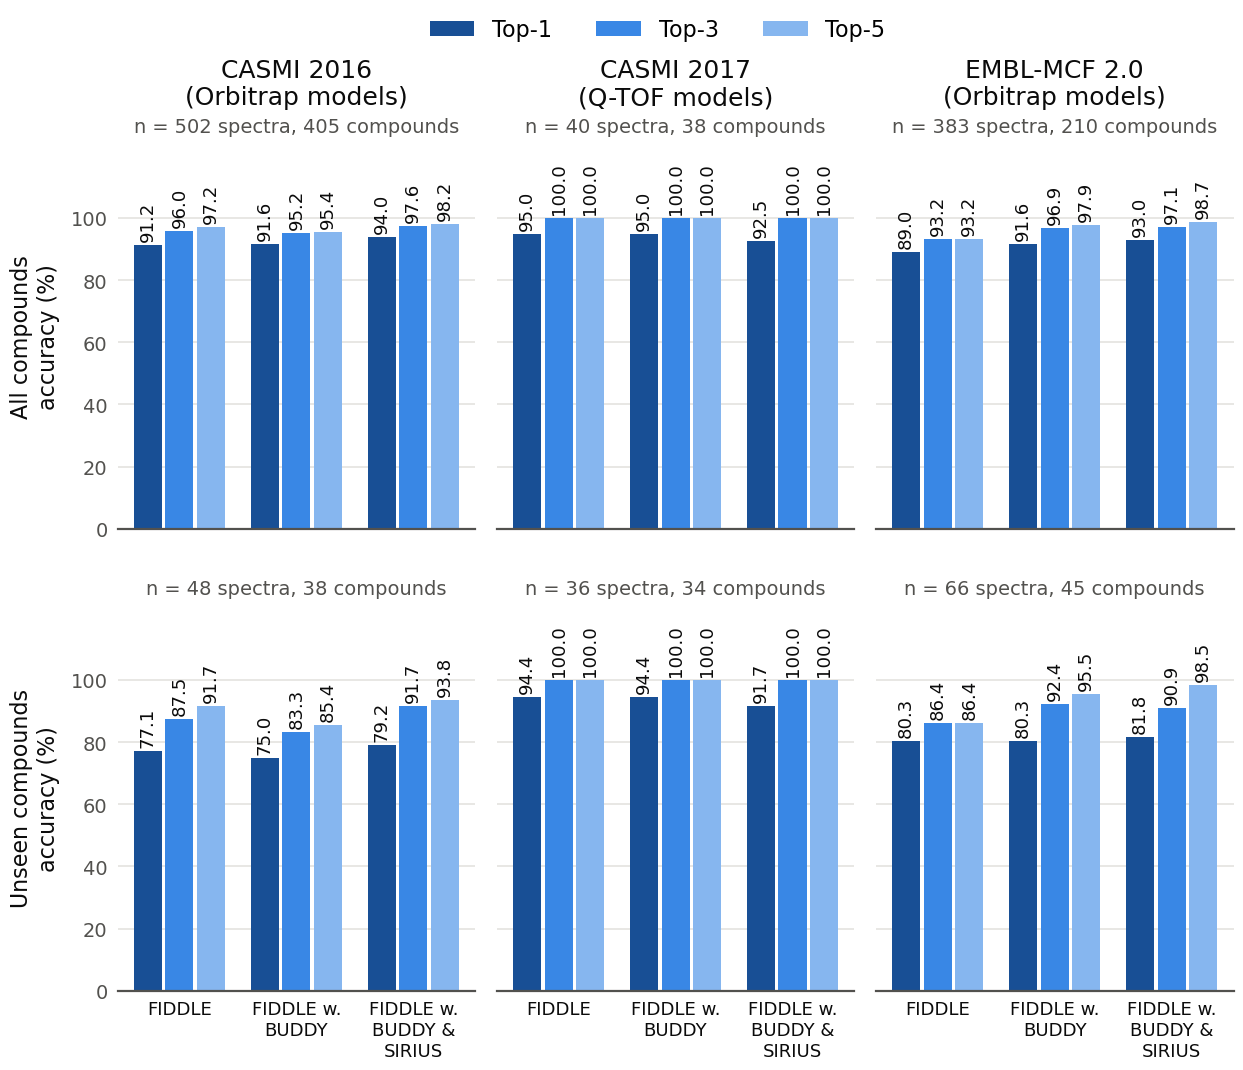 Top-1 Top-3 Top-5
CASMI 2016
(Orbitrap models)
n = 502 spectra, 405 compounds
CASMI 2017
(Q-TOF models)
n = 40 spectra, 38 compounds
EMBL-MCF 2.0
(Orbitrap models)
n = 383 spectra, 210 compounds
All compounds
accuracy (%)
100
80
60
40
20
0
91.2 96.0 97.2 91.6 95.2 95.4 94.0 97.6 98.2
95.0 100.0 100.0 95.0 100.0 100.0 92.5 100.0 100.0
89.0 93.2 93.2 91.6 96.9 97.9 93.0 97.1 98.7
n = 48 spectra, 38 compounds
n = 36 spectra, 34 compounds
n = 66 spectra, 45 compounds
Unseen compounds
accuracy (%)
100
80
60
40
20
0
77.1 87.5 91.7 75.0 83.3 85.4 79.2 91.7 93.8
94.4 100.0 100.0 94.4 100.0 100.0 91.7 100.0 100.0
80.3 86.4 86.4 80.3 92.4 95.5 81.8 90.9 98.5
FIDDLE
FIDDLE w.
BUDDY
FIDDLE w.
BUDDY &
SIRIUS
FIDDLE
FIDDLE w.
BUDDY
FIDDLE w.
BUDDY &
SIRIUS
FIDDLE
FIDDLE w.
BUDDY
FIDDLE w.
BUDDY &
SIRIUS